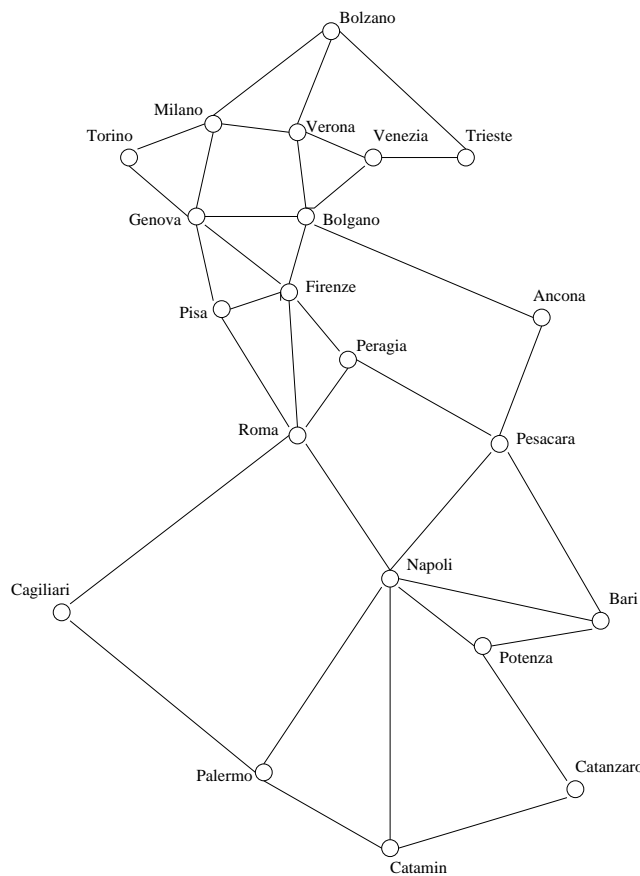 Bolzano
Milano
Verona
Venezia
Trieste
Torino
Genova
Bolgano
Firenze
Ancona
Pisa
Peragia
Roma
Pesacara
Napoli
Cagiliari
Bari
Potenza
Palermo
Catanzaro
Catamin